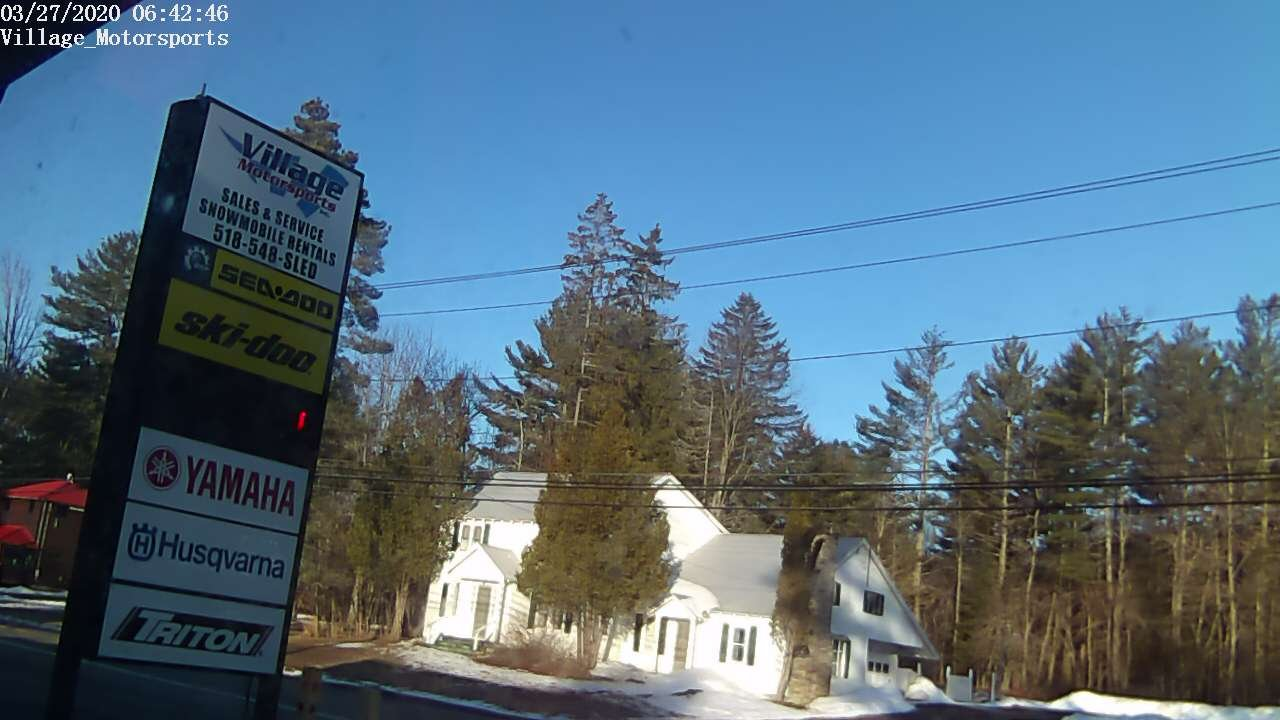 03/27/2020 06:42:46
Village_Motorsports
Village
Motorsports
SALES & SERVICE
SNOWMOBILE RENTALS
518-548-SLED
SEA-DOO
ski-doo
YAMAHA
Husqvarna
TRITON